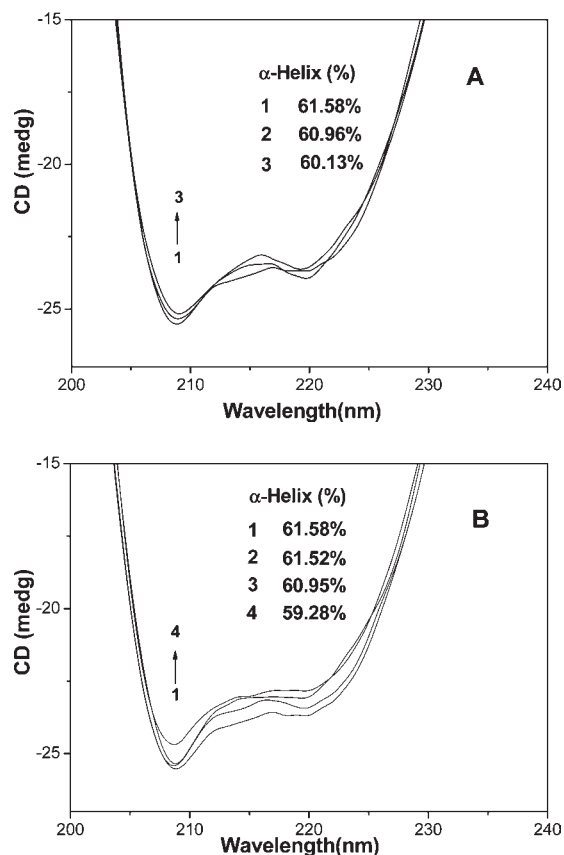 -15
-20
-25
CD (medg)
α-Helix (%)
1 61.58%
2 60.96%
3 60.13%
A
3
1
200 210 220 230 240
Wavelength(nm)
-15
-20
-25
CD (medg)
α-Helix (%)
1 61.58%
2 61.52%
3 60.95%
4 59.28%
B
4
1
200 210 220 230 240
Wavelength(nm)